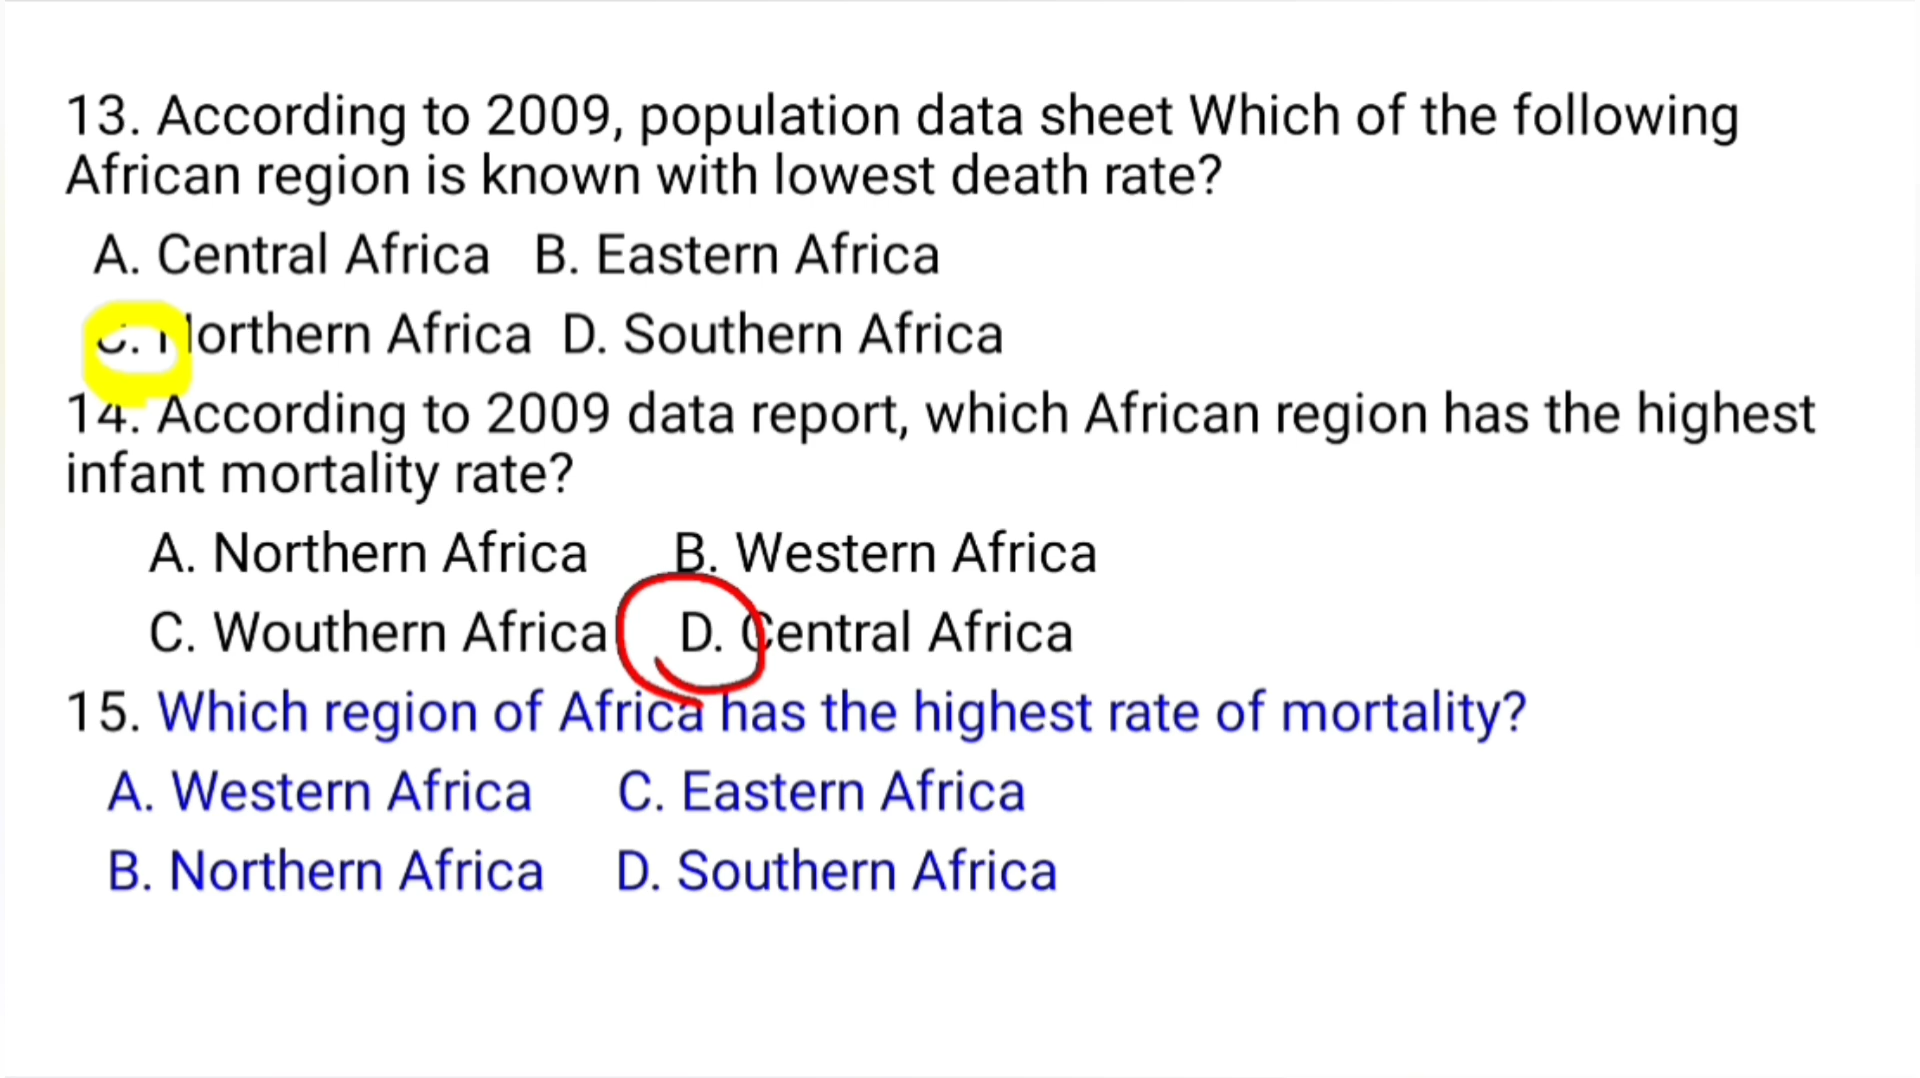 13. According to 2009, population data sheet Which of the following
African region is known with lowest death rate?
A. Central Africa B. Eastern Africa
C. Northern Africa D. Southern Africa
14. According to 2009 data report, which African region has the highest
infant mortality rate?
A. Northern Africa B. Western Africa
C. Wouthern Africa D. Central Africa
15. Which region of Africa has the highest rate of mortality?
A. Western Africa C. Eastern Africa
B. Northern Africa D. Southern Africa